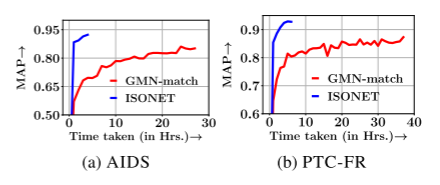 MAP→
0.95
0.80
0.65
0.50
GMN-match
ISONET
0 10 20 30
Time taken (in Hrs.)→
(a) AIDS
MAP→
0.9
0.8
0.7
0.6
GMN-match
ISONET
0 10 20 30 40
Time taken (in Hrs.)→
(b) PTC-FR